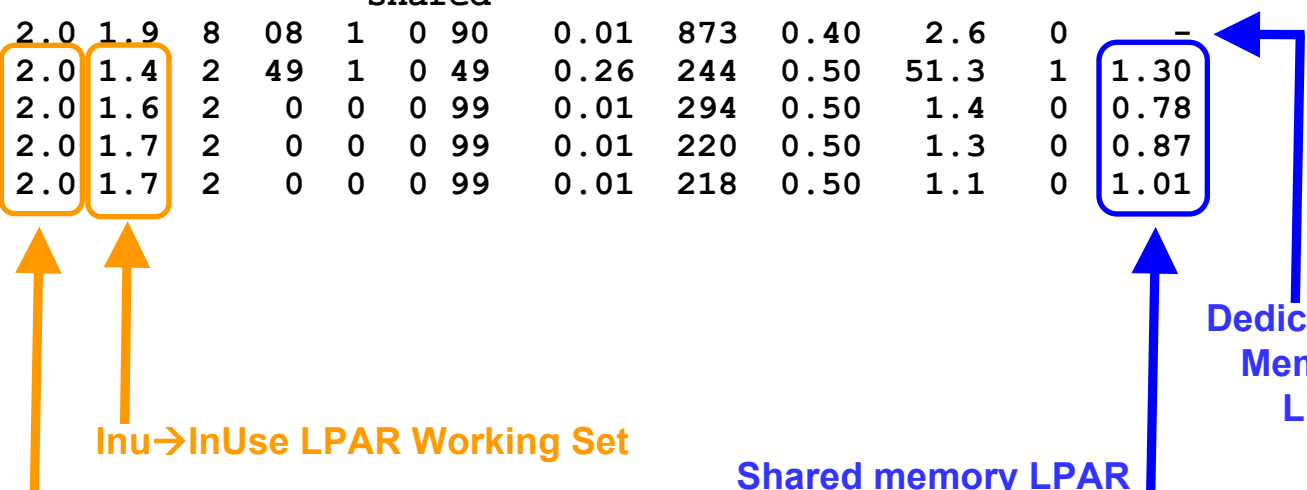 shared
2.0 1.9 8 08 1 0 90 0.01 873 0.40 2.6 0 -
2.0 1.4 2 49 1 0 49 0.26 244 0.50 51.3 1 1.30
2.0 1.6 2 0 0 0 99 0.01 294 0.50 1.4 0 0.78
2.0 1.7 2 0 0 0 99 0.01 220 0.50 1.3 0 0.87
2.0 1.7 2 0 0 0 99 0.01 218 0.50 1.1 0 1.01
Inu→InUse LPAR Working Set
Shared memory LPAR